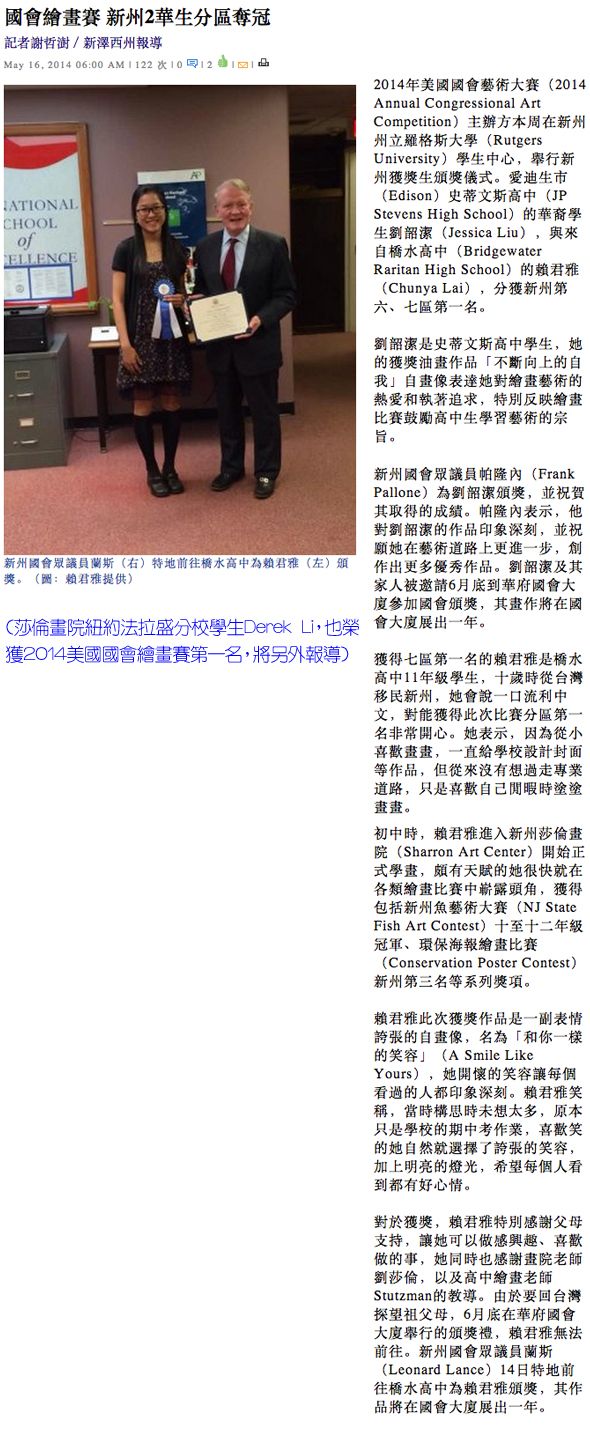 國會繪畫賽 新州2華生分區奪冠
記者謝哲澍 / 新澤西州報導
May 16, 2014 06:00 AM | 122 次 | 0 | 2 | |
NATIONAL
SCHOOL
of
新州國會眾議員蘭斯（右）特地前往橋水高中為賴君雅（左）頒
獎。（圖：賴君雅提供）
(莎倫畫院紐約法拉盛分校學生Derek Li,也榮
獲2014美國國會繪畫賽第一名,將另外報導)
2014年美國國會藝術大賽（2014
Annual Congressional Art
Competition）主辦方本周在新州
州立羅格斯大學（Rutgers
University）學生中心，舉行新
州獲獎生頒獎儀式。愛迪生市
（Edison）史蒂文斯高中（JP
Stevens High School）的華裔學
生劉韶潔（Jessica Liu），與來
自橋水高中（Bridgewater
Raritan High School）的賴君雅
（Chunya Lai），分獲新州第
六、七區第一名。
劉韶潔是史蒂文斯高中學生，她
的獲獎油畫作品「不斷向上的自
我」自畫像表達她對繪畫藝術的
熱愛和執著追求，特別反映繪畫
比賽鼓勵高中生學習藝術的宗
旨。
新州國會眾議員帕隆內（Frank
Pallone）為劉韶潔頒獎，並祝賀
其取得的成績。帕隆內表示，他
對劉韶潔的作品印象深刻，並祝
願她在藝術道路上更進一步，創
作出更多優秀作品。劉韶潔及其
家人被邀請6月底到華府國會大
廈參加國會頒獎，其畫作將在國
會大廈展出一年。
獲得七區第一名的賴君雅是橋水
高中11年級學生，十歲時從台灣
移民新州，她會說一口流利中
文，對能獲得此次比賽分區第一
名非常開心。她表示，因為從小
喜歡畫畫，一直給學校設計封面
等作品，但從來沒有想過走專業
道路，只是喜歡自己閒暇時塗塗
畫畫。
初中時，賴君雅進入新州莎倫畫
院（Sharron Art Center）開始正
式學畫，頗有天賦的她很快就在
各類繪畫比賽中嶄露頭角，獲得
包括新州魚藝術大賽（NJ State
Fish Art Contest）十至十二年級
冠軍、環保海報繪畫比賽
（Conservation Poster Contest）
新州第三名等系列獎項。
賴君雅此次獲獎作品是一副表情
誇張的自畫像，名為「和你一樣
的笑容」（A Smile Like
Yours），她開懷的笑容讓每個
看過的人都印象深刻。賴君雅笑
稱，當時構思時未想太多，原本
只是學校的期中考作業，喜歡笑
的她自然就選擇了誇張的笑容，
加上明亮的燈光，希望每個人看
到都有好心情。
對於獲獎，賴君雅特別感謝父母
支持，讓她可以做感興趣、喜歡
做的事，她同時也感謝畫院老師
劉莎倫，以及高中繪畫老師
Stutzman的教導。由於要回台灣
探望祖父母，6月底在華府國會
大廈舉行的頒獎禮，賴君雅無法
前往。新州國會眾議員蘭斯
（Leonard Lance）14日特地前
往橋水高中為賴君雅頒獎，其作
品將在國會大廈展出一年。